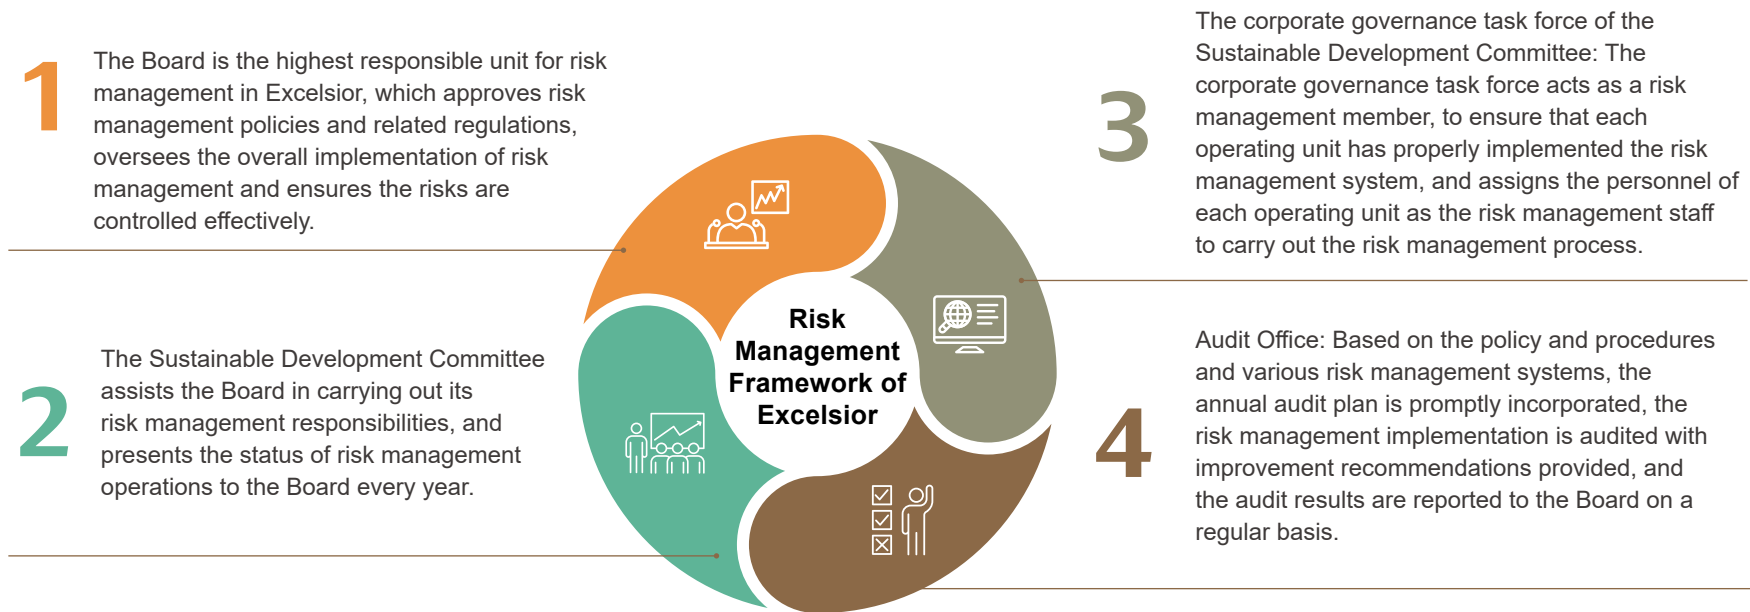 1
The Board is the highest responsible unit for risk
management in Excelsior, which approves risk
management policies and related regulations,
oversees the overall implementation of risk
management and ensures the risks are
controlled effectively.
2
The Sustainable Development Committee
assists the Board in carrying out its
risk management responsibilities, and
presents the status of risk management
operations to the Board every year.
Risk
Management
Framework of
Excelsior
3
The corporate governance task force of the
Sustainable Development Committee: The
corporate governance task force acts as a risk
management member, to ensure that each
operating unit has properly implemented the risk
management system, and assigns the personnel of
each operating unit as the risk management staff
to carry out the risk management process.
4
Audit Office: Based on the policy and procedures
and various risk management systems, the
annual audit plan is promptly incorporated, the
risk management implementation is audited with
improvement recommendations provided, and
the audit results are reported to the Board on a
regular basis.